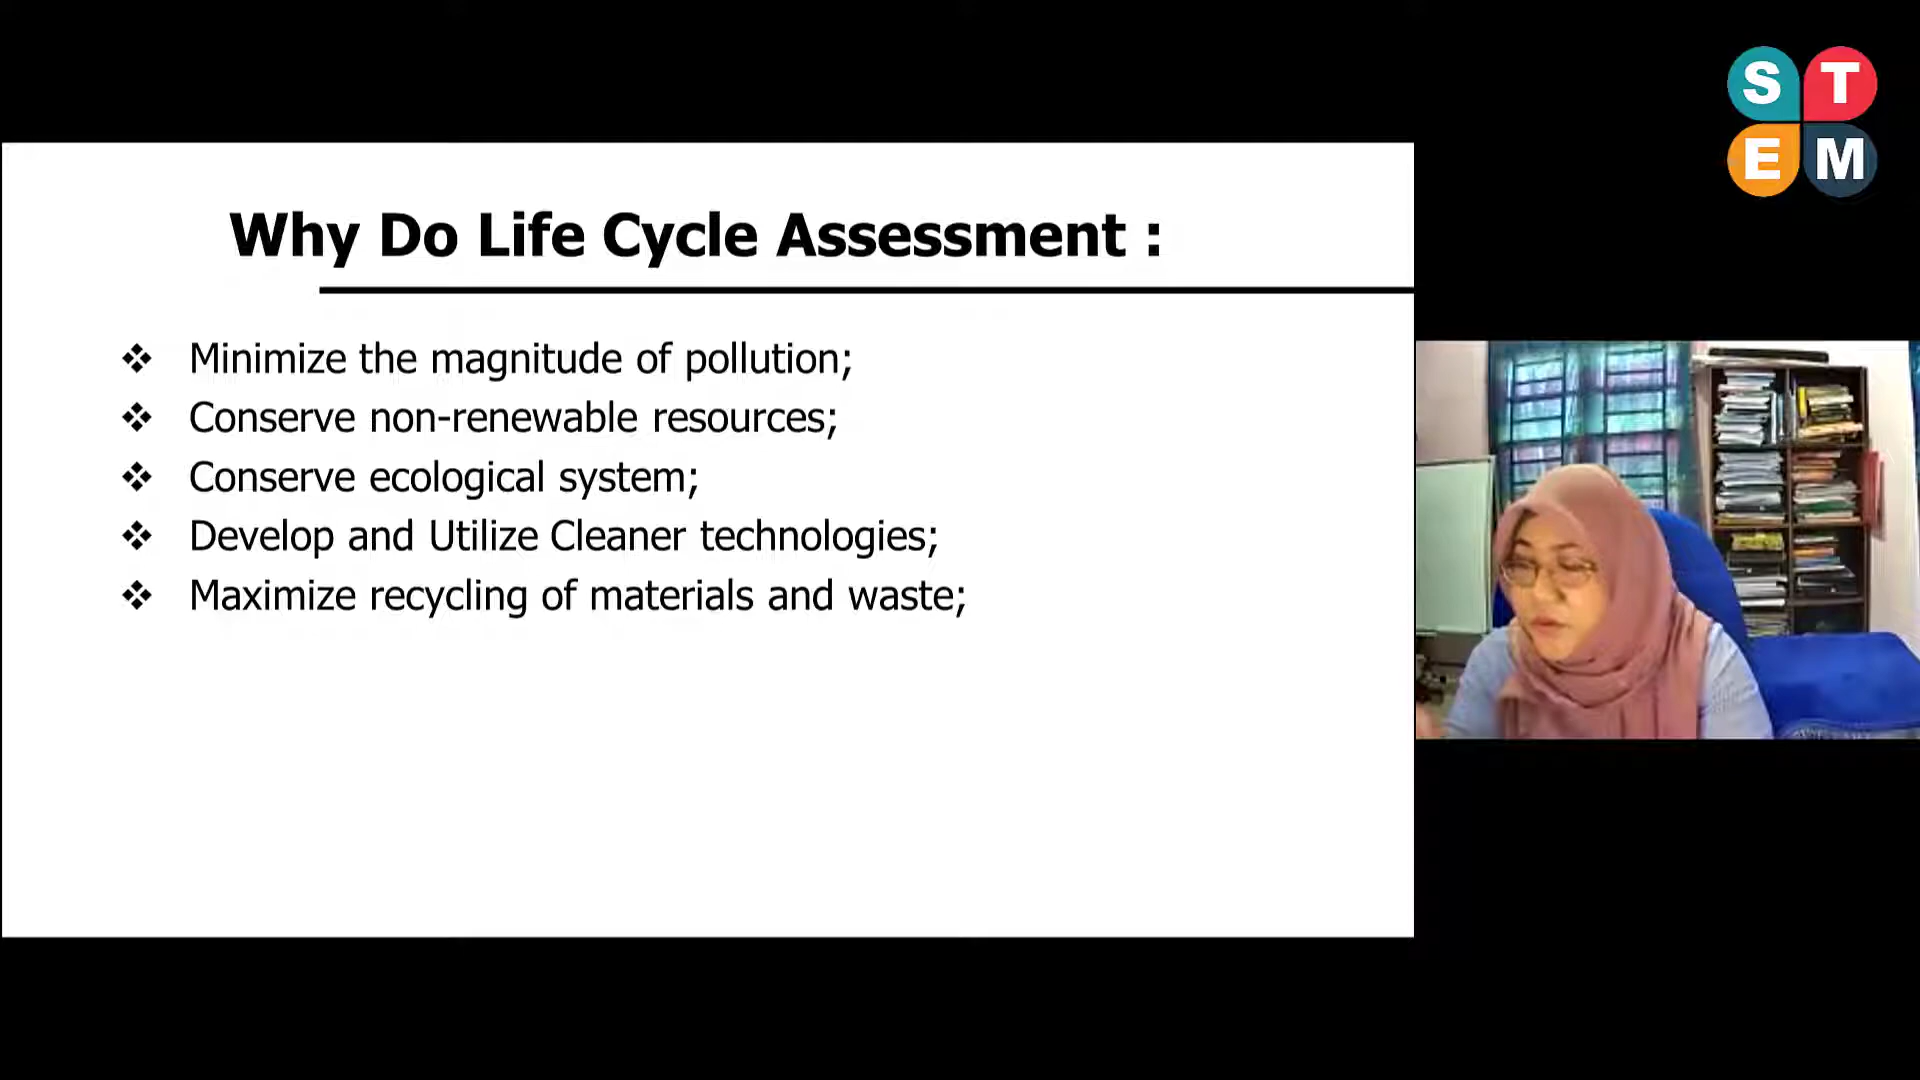 Why Do Life Cycle Assessment :
❖ Minimize the magnitude of pollution;
❖ Conserve non-renewable resources;
❖ Conserve ecological system;
❖ Develop and Utilize Cleaner technologies;
❖ Maximize recycling of materials and waste;
S T
E M